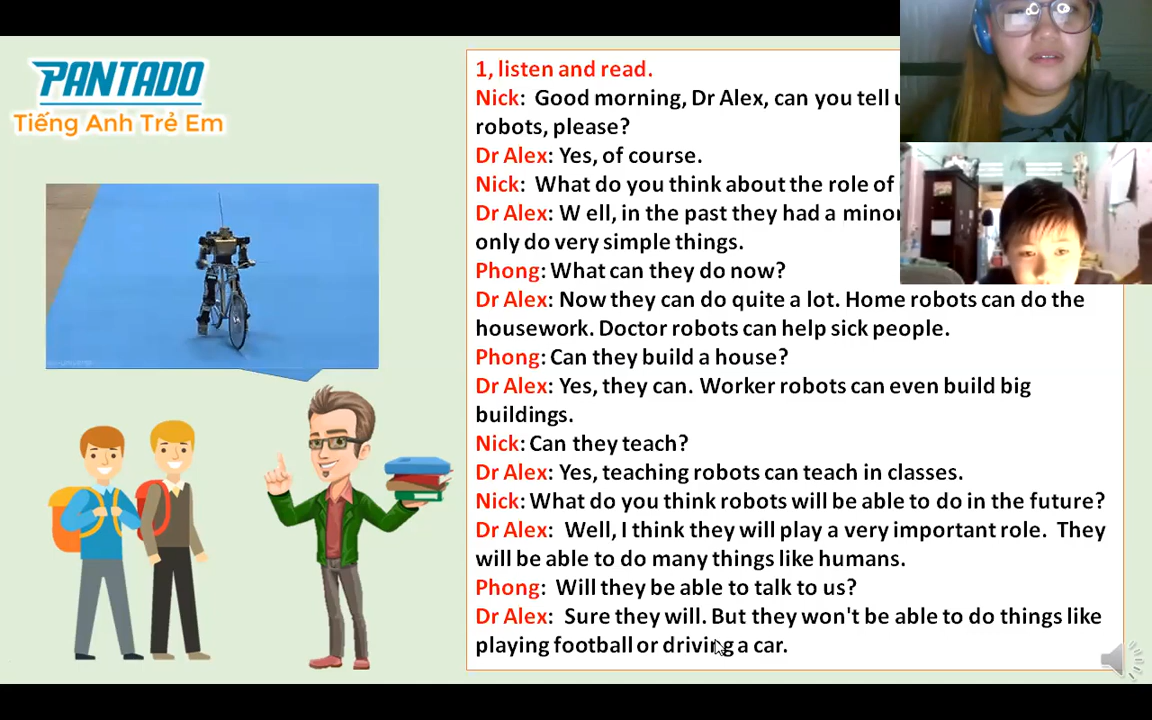 PANTADO
Tiếng Anh Trẻ Em
1, listen and read.
Nick: Good morning, Dr Alex, can you tell
robots, please?
Dr Alex: Yes, of course.
Nick: What do you think about the role of
Dr Alex: W ell, in the past they had a minor
only do very simple things.
Phong: What can they do now?
Dr Alex: Now they can do quite a lot. Home robots can do the
housework. Doctor robots can help sick people.
Phong: Can they build a house?
Dr Alex: Yes, they can. Worker robots can even build big
buildings.
Nick: Can they teach?
Dr Alex: Yes, teaching robots can teach in classes.
Nick: What do you think robots will be able to do in the future?
Dr Alex: Well, I think they will play a very important role. They
will be able to do many things like humans.
Phong: Will they be able to talk to us?
Dr Alex: Sure they will. But they won't be able to do things like
playing football or driving a car.